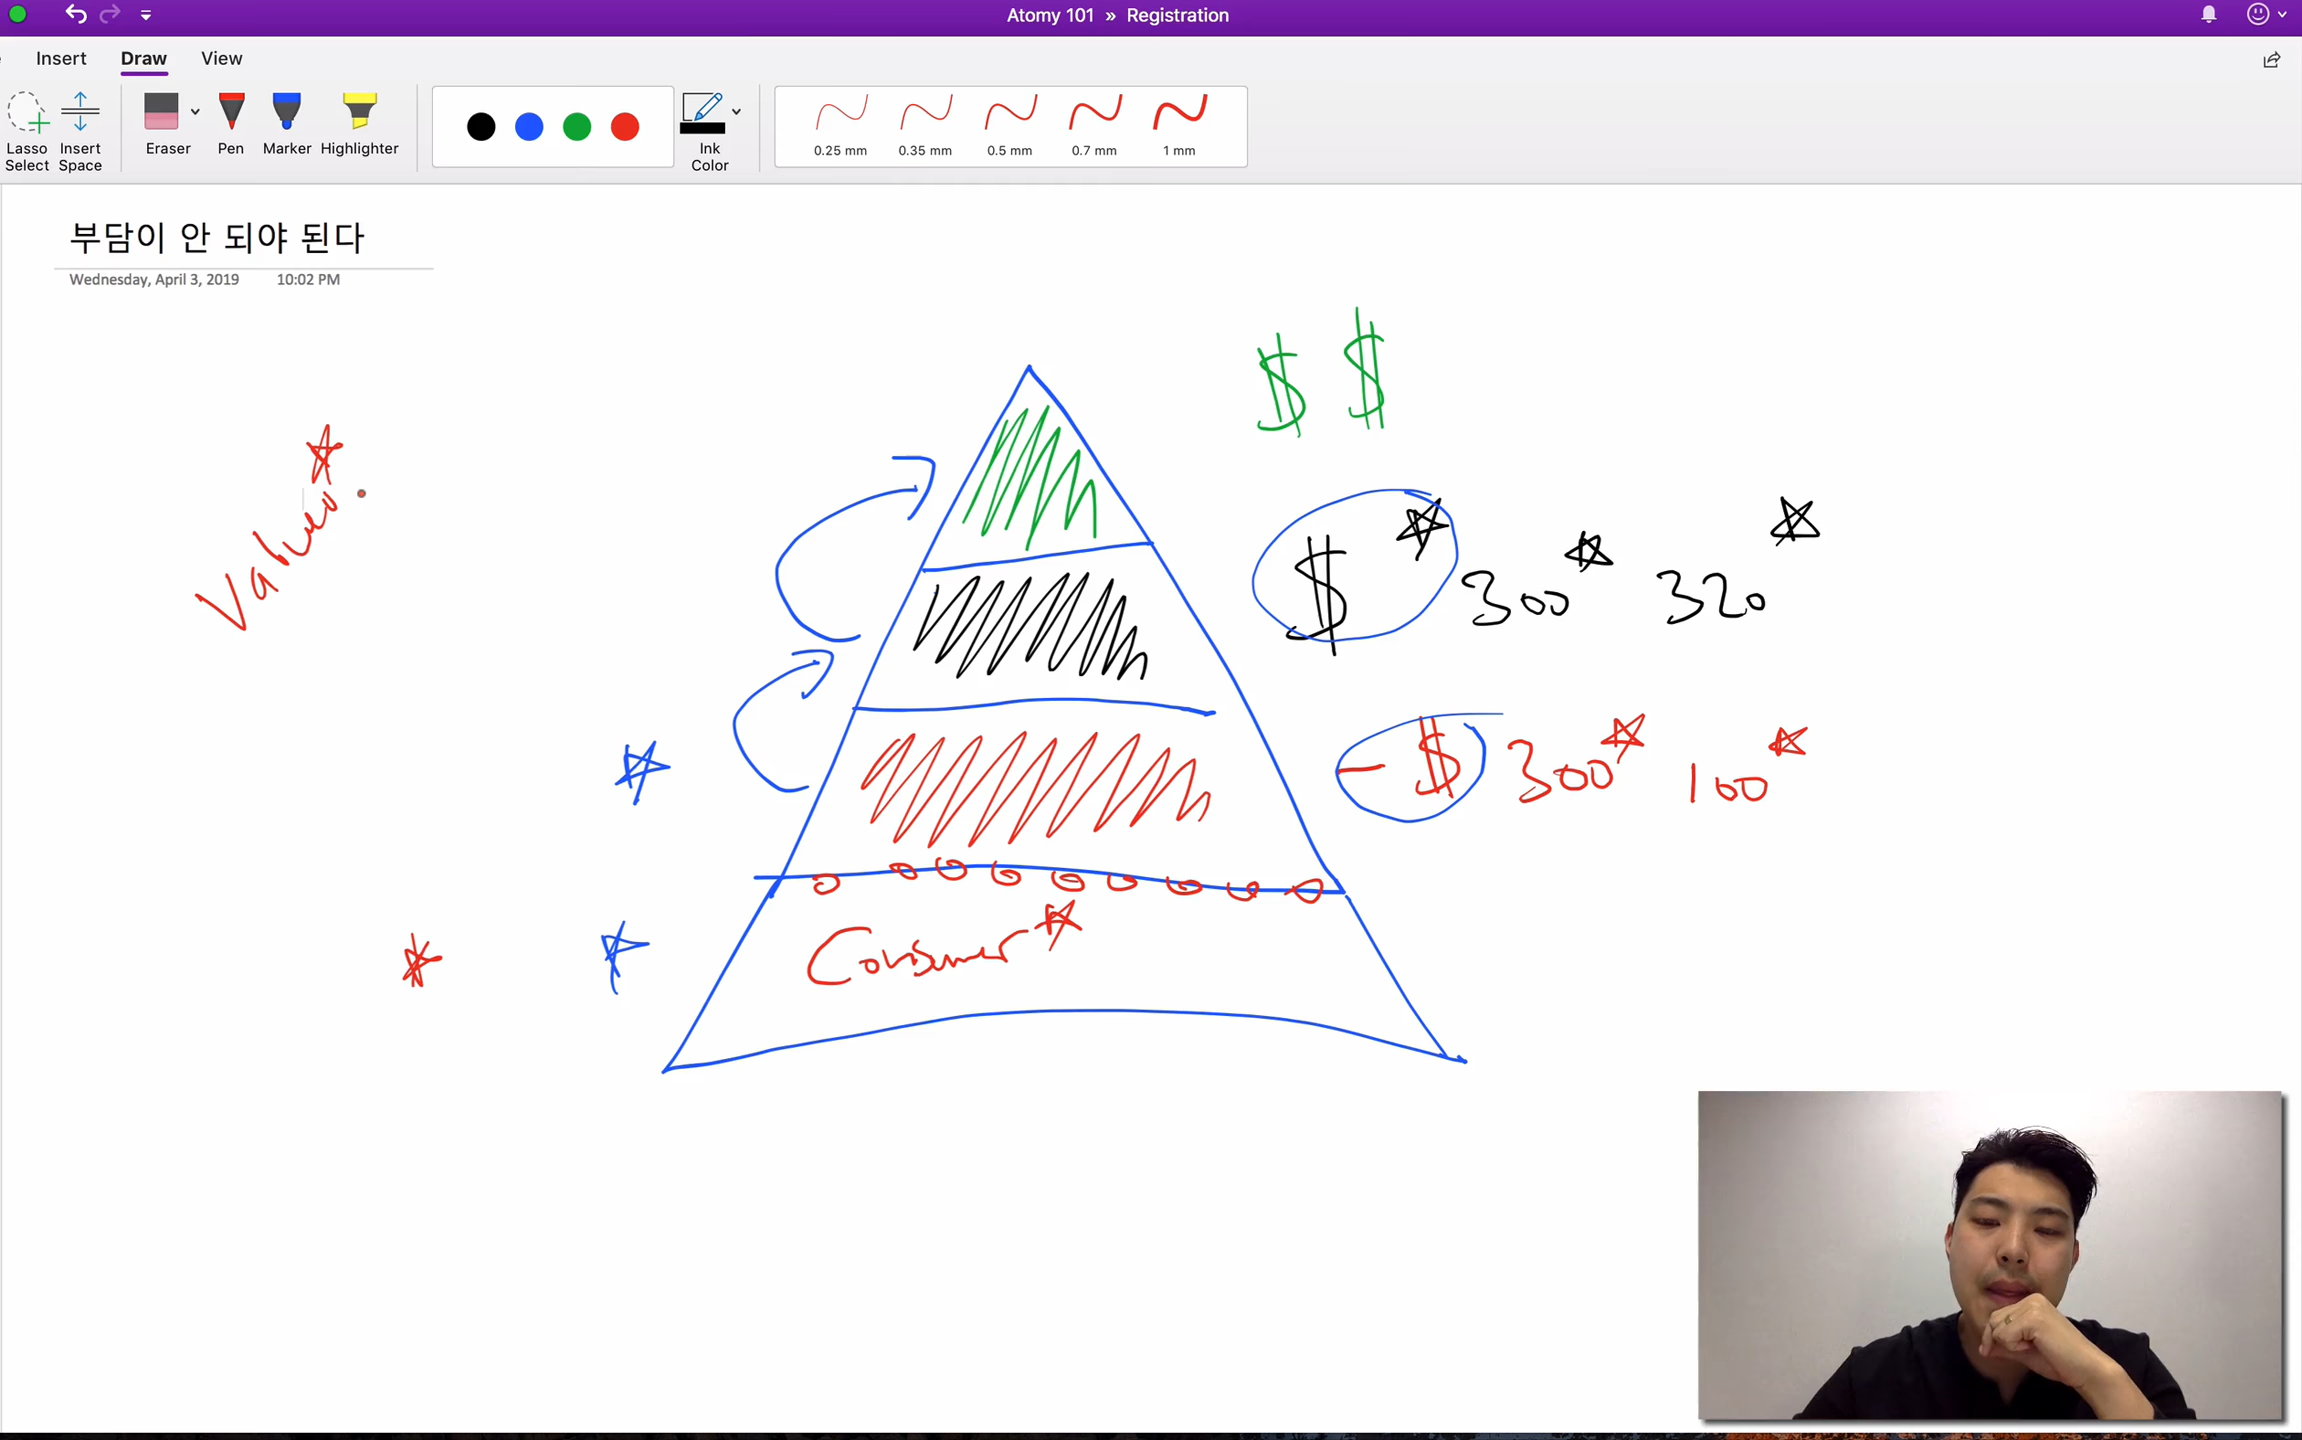 Atomy 101 » Registration
Insert Draw View
Lasso Select
Insert Space
Eraser
Pen
Marker
Highlighter
Ink Color
0.25 mm
0.35 mm
0.5 mm
0.7 mm
1 mm
부담이 안 되야 된다
Wednesday, April 3, 2019 10:02 PM
$ $
Value
$ 300 320
- $ 300 100
Consumer